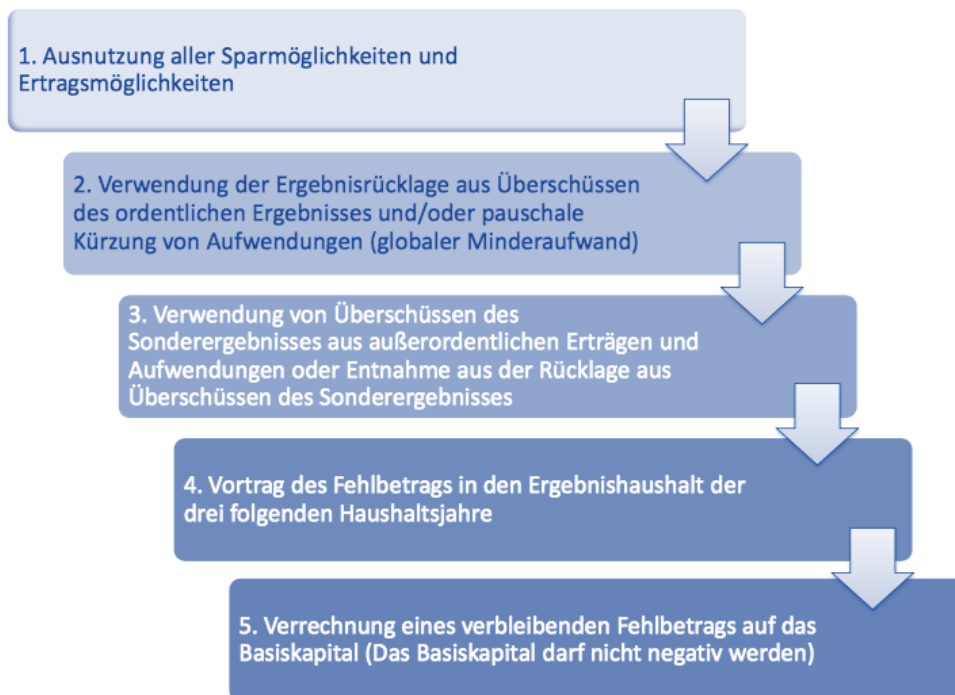 1. Ausnutzung aller Sparmöglichkeiten und
Ertragsmöglichkeiten
2. Verwendung der Ergebnisrücklage aus Überschüssen
des ordentlichen Ergebnisses und/oder pauschale
Kürzung von Aufwendungen (globaler Minderaufwand)
3. Verwendung von Überschüssen des
Sonderergebnisses aus außerordentlichen Erträgen und
Aufwendungen oder Entnahme aus der Rücklage aus
Überschüssen des Sonderergebnisses
4. Vortrag des Fehlbetrags in den Ergebnishaushalt der
drei folgenden Haushaltsjahre
5. Verrechnung eines verbleibenden Fehlbetrags auf das
Basiskapital (Das Basiskapital darf nicht negativ werden)